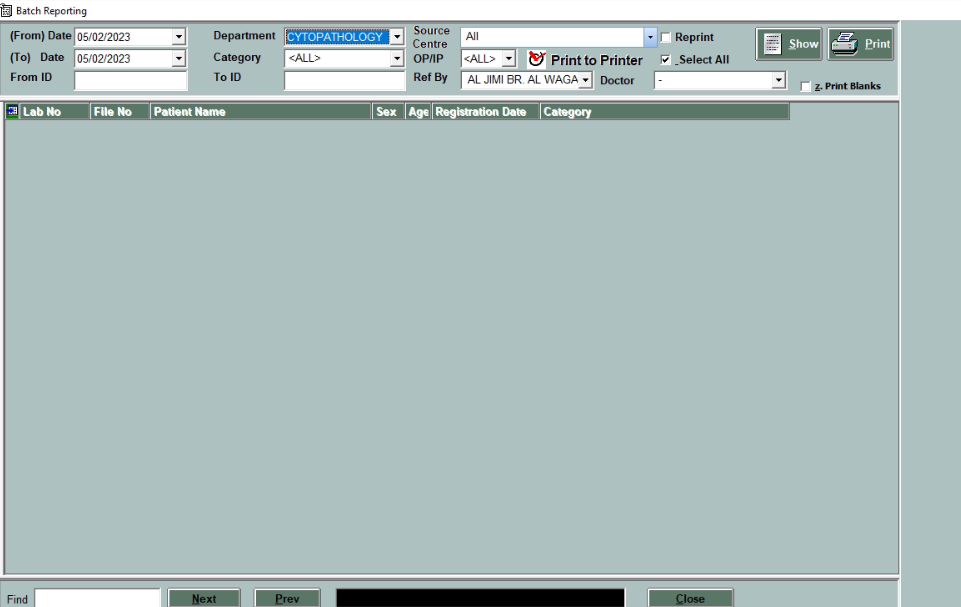 Batch Reporting
(From) Date 05/02/2023 Department CYTOPATHOLOGY Source Centre All Reprint Show Print
(To) Date 05/02/2023 Category <ALL> OP/IP <ALL> Print to Printer _Select All
From ID To ID Ref By AL JIMI BR. AL WAGA Doctor - z. Print Blanks
Lab No File No Patient Name Sex Age Registration Date Category
Find Next Prev Close